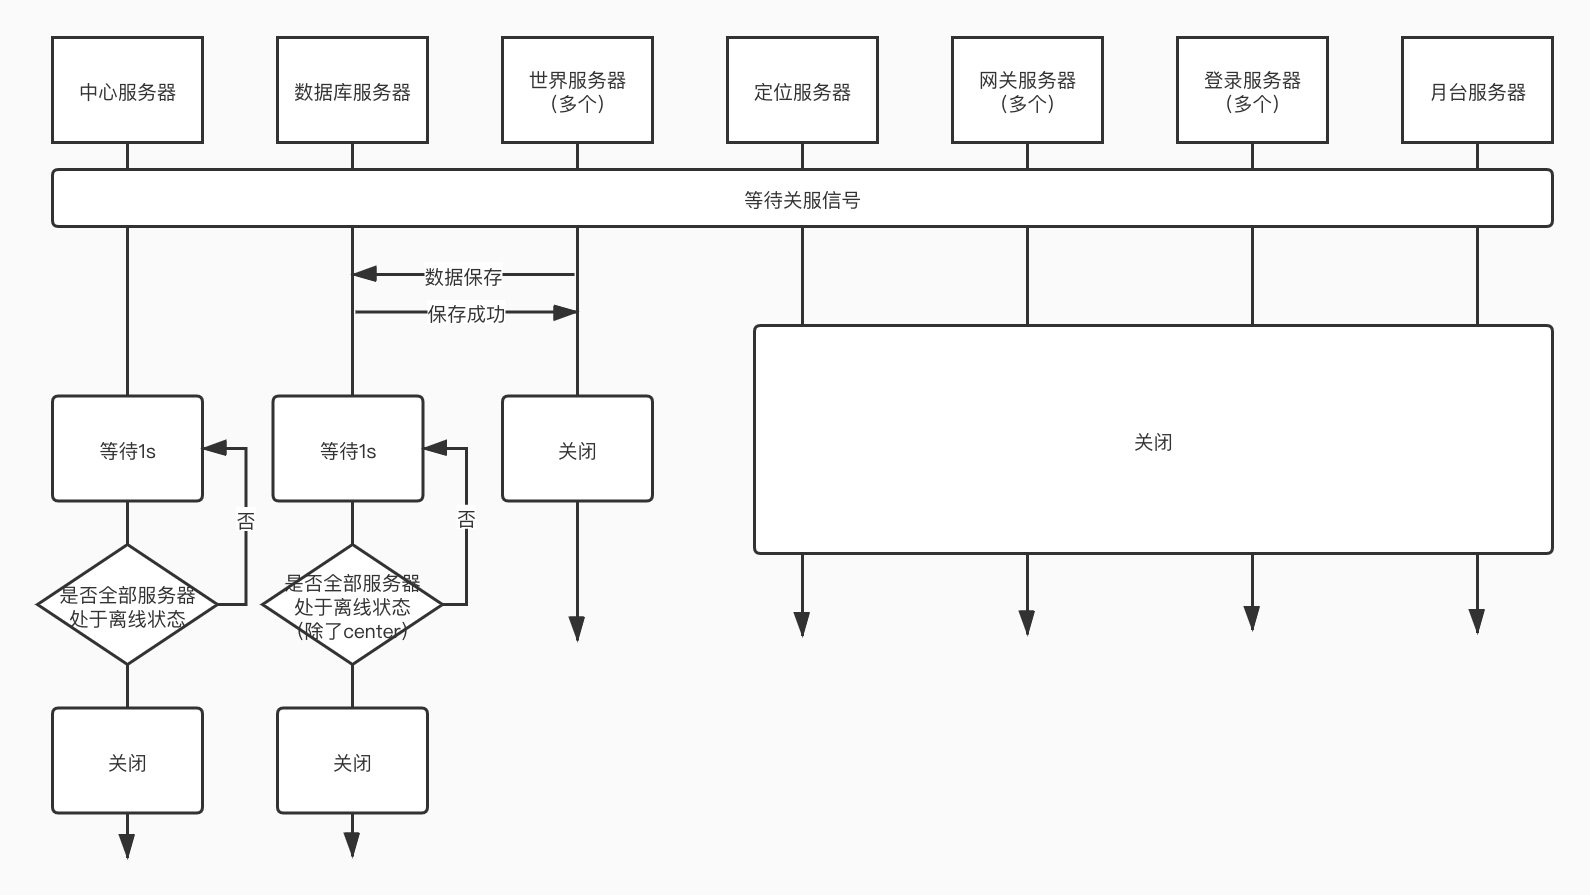 中心服务器
数据库服务器
世界服务器
（多个）
定位服务器
网关服务器
（多个）
登录服务器
（多个）
月台服务器
等待关服信号
数据保存
保存成功
等待1s
等待1s
关闭
关闭
否
否
是否全部服务器
处于离线状态
是否全部服务器
处于离线状态
（除了center）
关闭
关闭